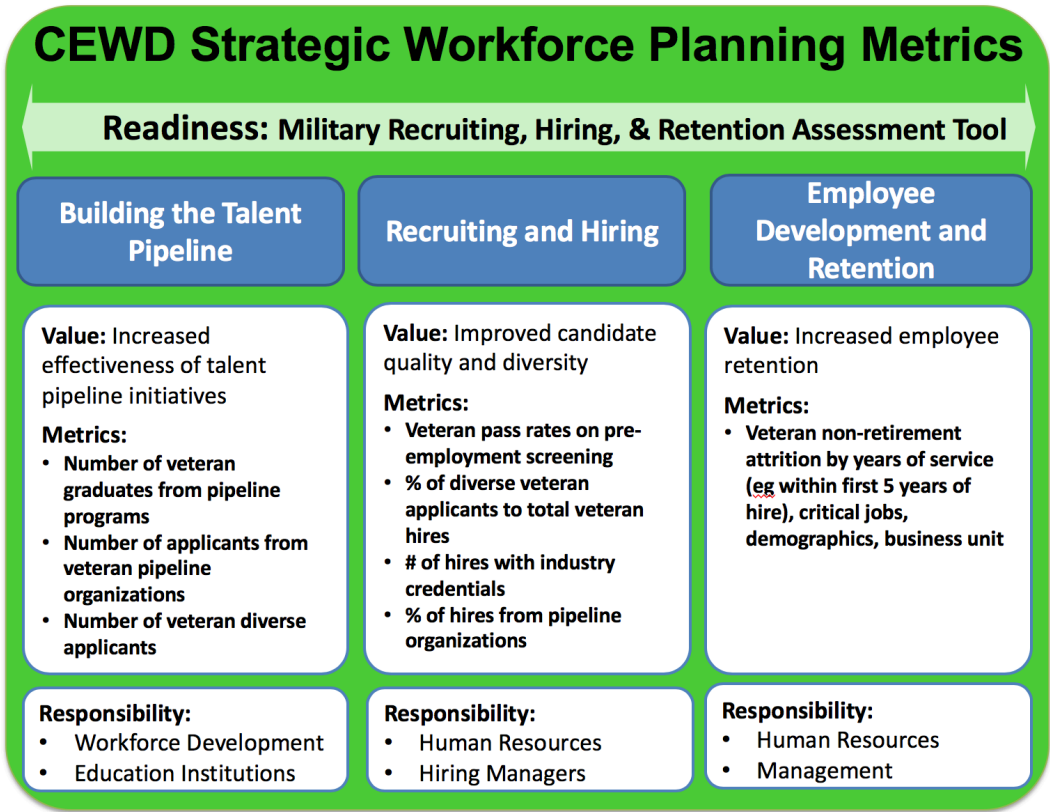 CEWD Strategic Workforce Planning Metrics
Readiness: Military Recruiting, Hiring, & Retention Assessment Tool
Building the Talent
Pipeline
Value: Increased
effectiveness of talent
pipeline initiatives
Metrics:
• Number of veteran
graduates from pipeline
programs
• Number of applicants from
veteran pipeline
organizations
• Number of veteran diverse
applicants
Responsibility:
• Workforce Development
• Education Institutions
Recruiting and Hiring
Value: Improved candidate
quality and diversity
Metrics:
• Veteran pass rates on pre-
employment screening
• % of diverse veteran
applicants to total veteran
hires
• # of hires with industry
credentials
• % of hires from pipeline
organizations
Responsibility:
• Human Resources
• Hiring Managers
Employee
Development and
Retention
Value: Increased employee
retention
Metrics:
• Veteran non-retirement
attrition by years of service
(eg within first 5 years of
hire), critical jobs,
demographics, business unit
Responsibility:
• Human Resources
• Management